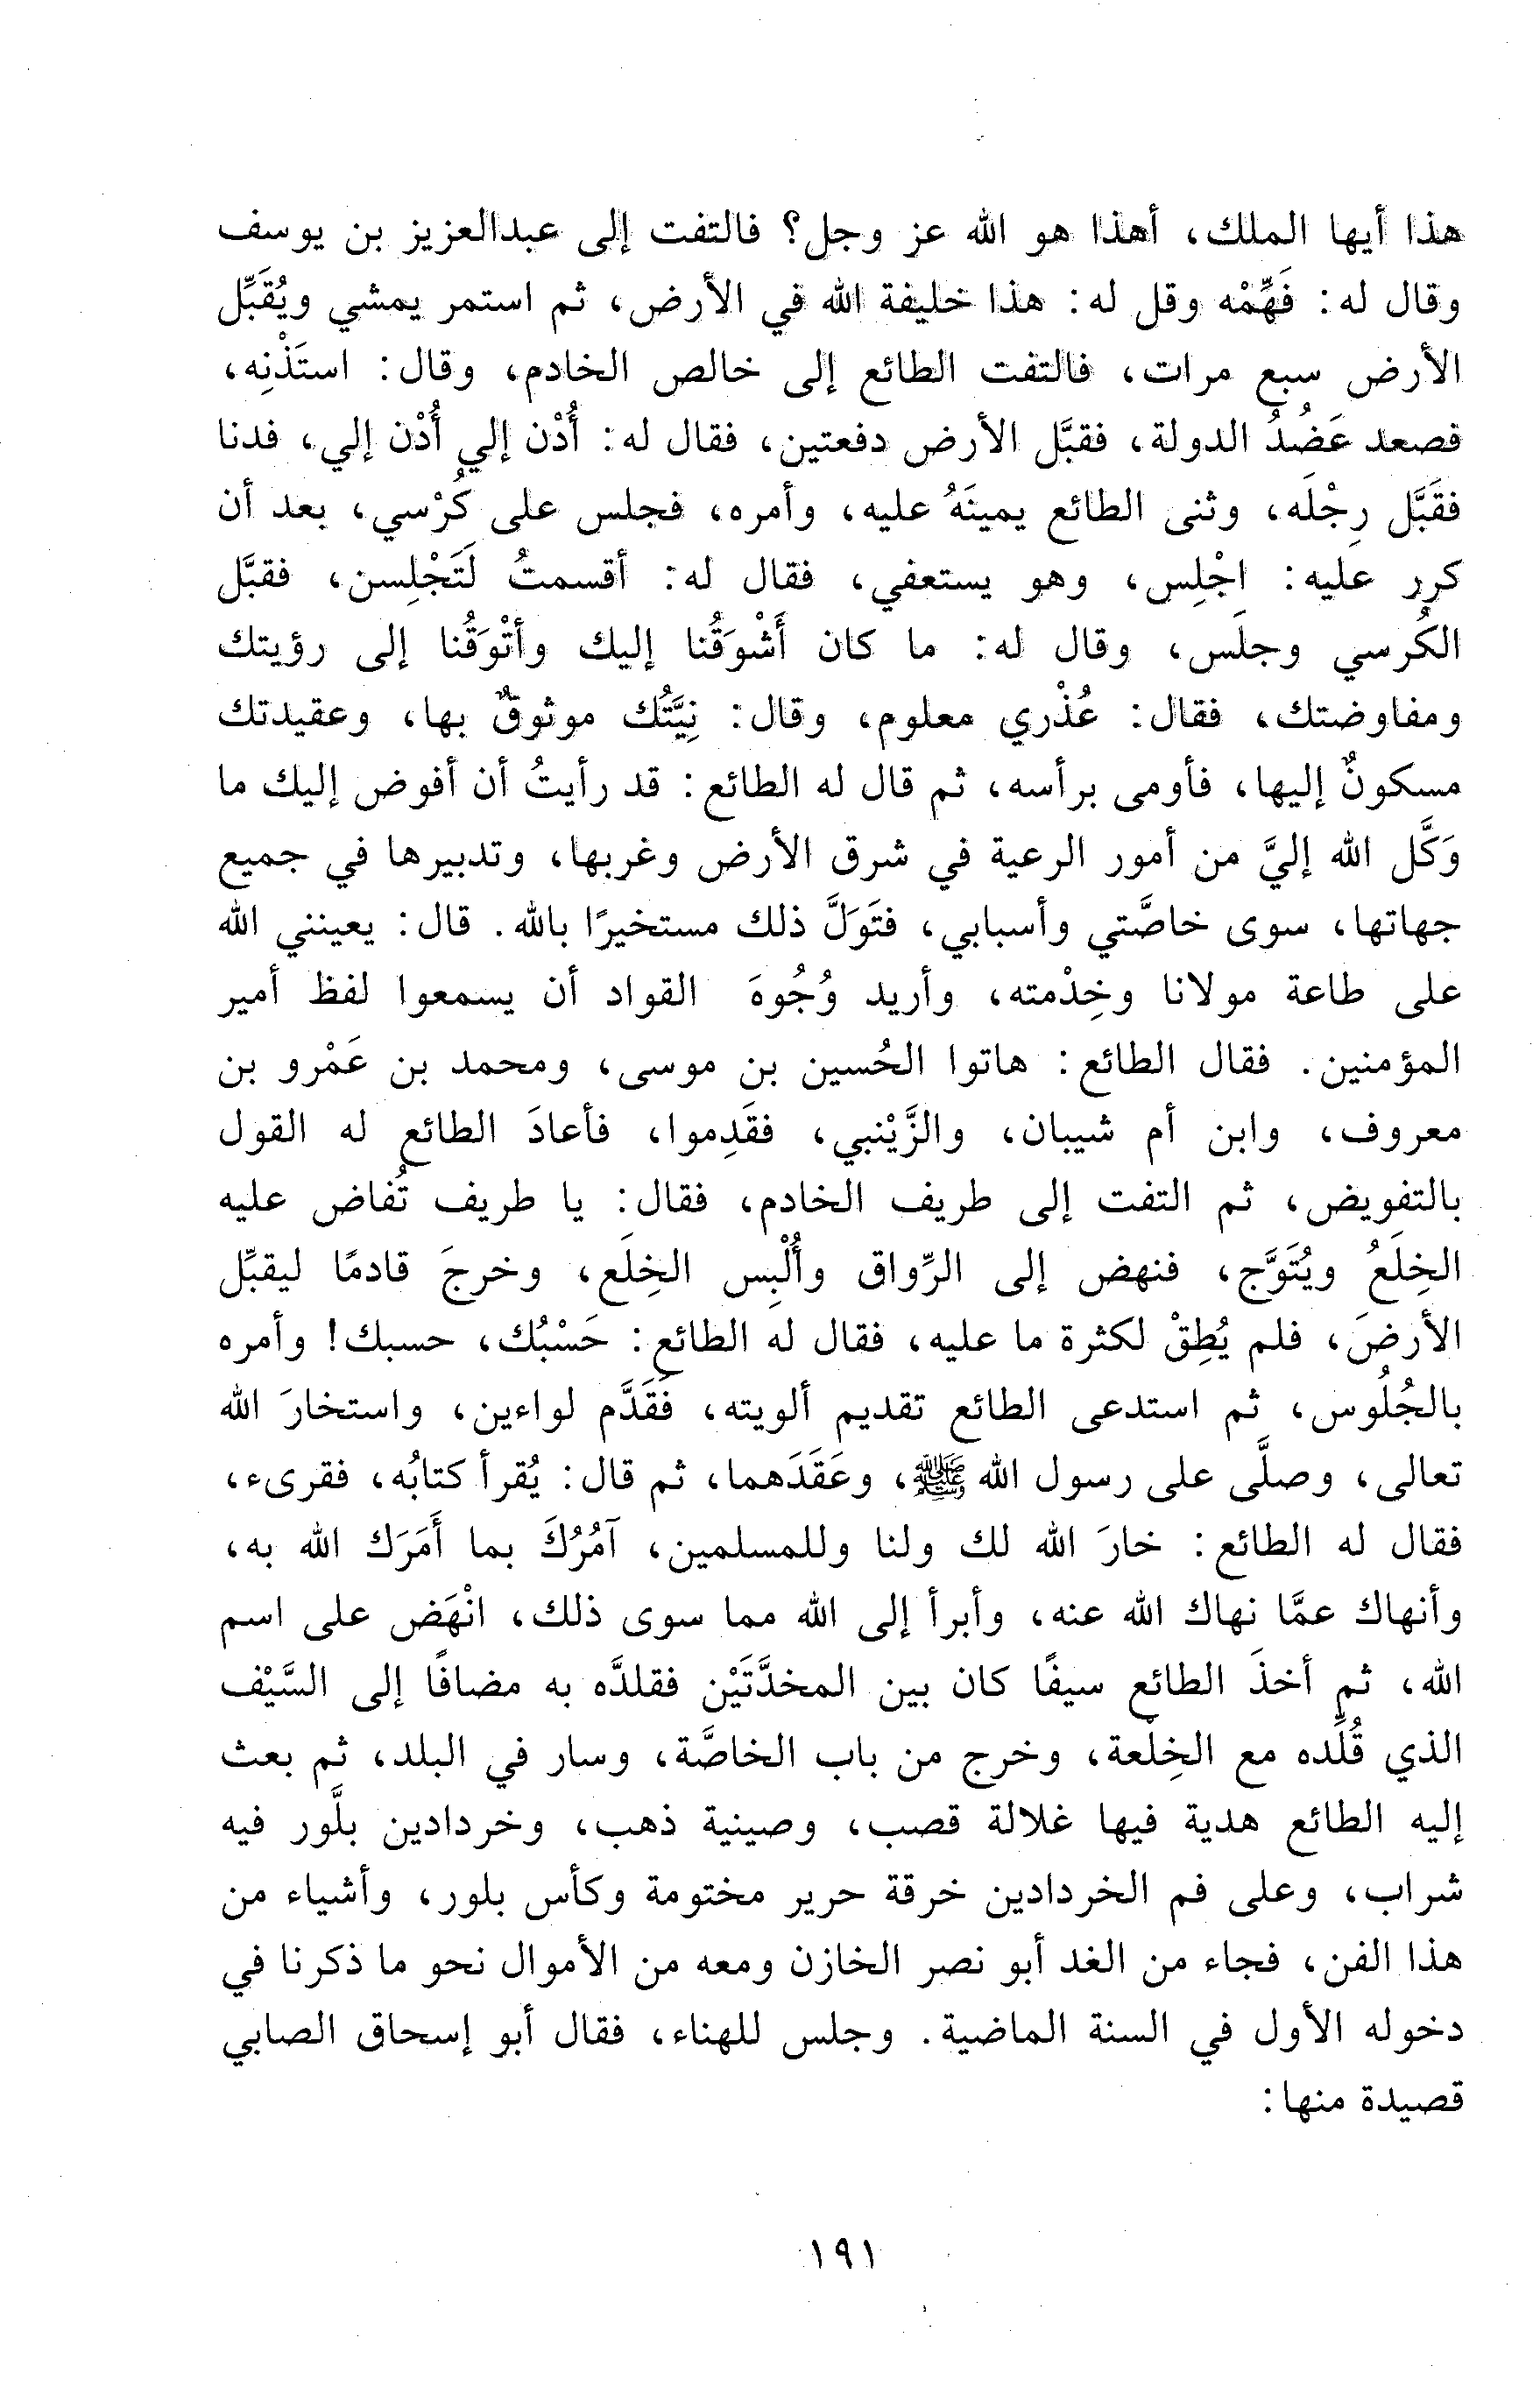 هذا أيها الملك، أهذا هو الله عز وجل؟ فالتفت إلى عبدالعزيز بن يوسف
وقال له: فَهِّمْه وقل له: هذا خليفة الله في الأرض، ثم استمر يمشي ويُقَبِّل
الأرض سبع مرات، فالتفت الطائع إلى خالص الخادم، وقال: استَذْنِه،
فصعد عَضُدُ الدولة، فقبَّل الأرض دفعتين، فقال له: أُدْن إلي أُدْن إلي، فدنا
فقَبَّل رِجْلَه، وثنى الطائع يمينَهُ عليه، وأمره، فجلس على كُرْسي، بعد أن
كرر عليه: اِجْلِس، وهو يستعفي، فقال له: أقسمتُ لَتَجْلِسن، فقبَّل
الكُرسي وجلَس، وقال له: ما كان أَشْوَقُنا إليك وأتْوَقُنا إلى رؤيتك
ومفاوضتك، فقال: عُذْري معلوم، وقال: نِيَّتُك موثوقٌ بها، وعقيدتك
مسكونٌ إليها، فأومى برأسه، ثم قال له الطائع: قد رأيتُ أن أفوض إليك ما
وَكَّل الله إليَّ من أمور الرعية في شرق الأرض وغربها، وتدبيرها في جميع
جهاتها، سوى خاصَّتي وأسبابي، فتَوَلَّ ذلك مستخيرًا بالله. قال: يعينني الله
على طاعة مولانا وخِدْمته، وأريد وُجُوهَ القواد أن يسمعوا لفظ أمير
المؤمنين. فقال الطائع: هاتوا الحُسين بن موسى، ومحمد بن عَمْرو بن
معروف، وابن أم شيبان، والزَّيْنبي، فقَدِموا، فأعادَ الطائع له القول
بالتفويض، ثم التفت إلى طريف الخادم، فقال: يا طريف تُفاض عليه
الخِلَعُ ويُتَوَّج، فنهض إلى الرِّواق وأُلْبِس الخِلَع، وخرجَ قادمًا ليقبِّل
الأرضَ، فلم يُطِقْ لكثرة ما عليه، فقال له الطائع: حَسْبُك، حسبك! وأمره
بالجُلُوس، ثم استدعى الطائع تقديم ألويته، فَقَدَّم لواءين، واستخارَ الله
تعالى، وصلَّى على رسول الله ﷺ، وعَقَدَهما، ثم قال: يُقرأ كتابُه، فقرىء،
فقال له الطائع: خارَ الله لك ولنا وللمسلمين، آمُرُكَ بما أَمَرَك الله به،
وأنهاك عمَّا نهاك الله عنه، وأبرأ إلى الله مما سوى ذلك، انْهَض على اسم
الله، ثم أخذَ الطائع سيفًا كان بين المخدَّتَيْن فقلدَّه به مضافًا إلى السَّيْف
الذي قُلِّده مع الخِلْعة، وخرج من باب الخاصَّة، وسار في البلد، ثم بعث
إليه الطائع هدية فيها غلالة قصب، وصينية ذهب، وخردادين بلَّور فيه
شراب، وعلى فم الخردادين خرقة حرير مختومة وكأس بلور، وأشياء من
هذا الفن، فجاء من الغد أبو نصر الخازن ومعه من الأموال نحو ما ذكرنا في
دخوله الأول في السنة الماضية. وجلس للهناء، فقال أبو إسحاق الصابي
قصيدة منها:
١٩١